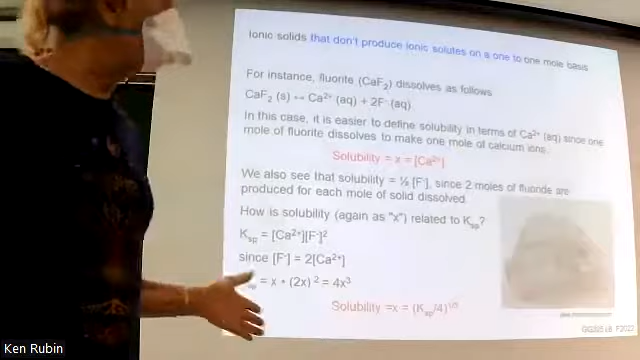 Ionic solids that don't produce ionic solutes on a one to one mole basis
For instance, fluorite (CaF₂) dissolves as follows
CaF₂ (s) ↔ Ca²⁺ (aq) + 2F⁻ (aq)
In this case, it is easier to define solubility in terms of Ca²⁺ (aq) since one
mole of fluorite dissolves to make one mole of calcium ions.
Solubility = x = [Ca²⁺]
We also see that solubility = ½ [F⁻], since 2 moles of fluoride are
produced for each mole of solid dissolved.
How is solubility (again as "x") related to Kₛₚ?
Kₛₚ = [Ca²⁺][F⁻]²
since [F⁻] = 2[Ca²⁺]
= x • (2x)² = 4x³
Solubility =x = (Kₛₚ/4)¹ᐟ³
F2022
Ken Rubin